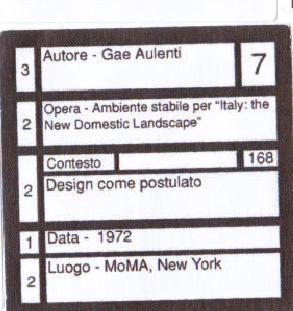 3 Autore - Gae Aulenti 7
2 Opera - Ambiente stabile per "Italy: the
New Domestic Landscape"
Contesto 168
2 Design come postulato
1 Data - 1972
2 Luogo - MoMA, New York